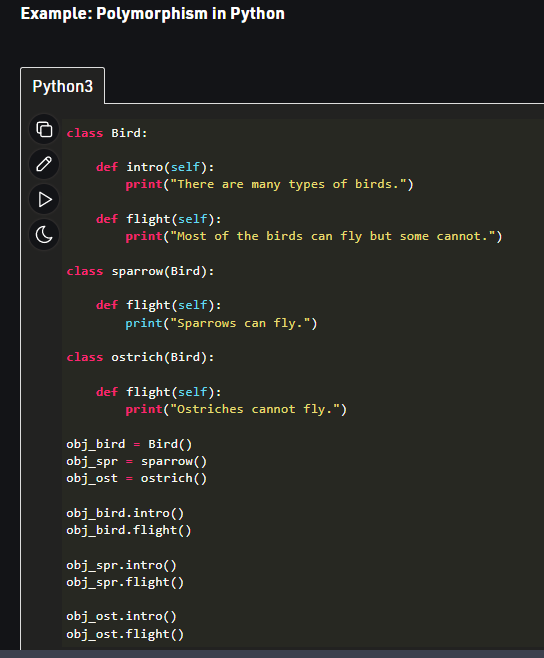 Example: Polymorphism in Python
Python3
class Bird:
def intro(self):
print("There are many types of birds.")
def flight(self):
print("Most of the birds can fly but some cannot.")
class sparrow(Bird):
def flight(self):
print("Sparrows can fly.")
class ostrich(Bird):
def flight(self):
print("Ostriches cannot fly.")
obj_bird = Bird()
obj_spr = sparrow()
obj_ost = ostrich()
obj_bird.intro()
obj_bird.flight()
obj_spr.intro()
obj_spr.flight()
obj_ost.intro()
obj_ost.flight()